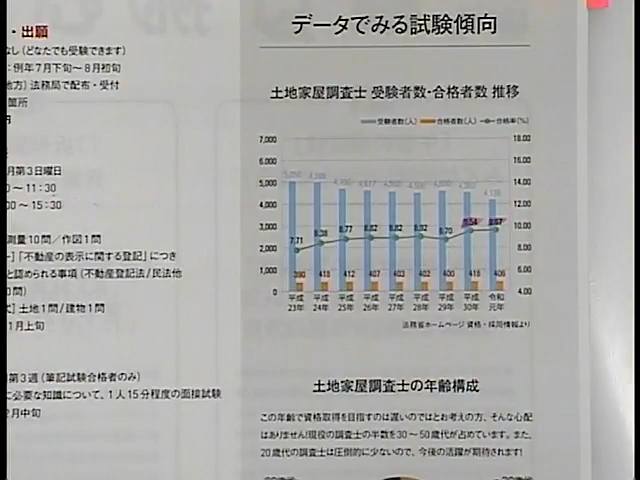 ・出願
なし(どなたでも受験できます)
：例年7月下旬～8月初旬
地方)法務局で配布・受付
箇所
円
月第3日曜日
0～11：30
0～15：30
測量10問／作図1問
「不動産の表示に関する登記」につき
と認められる事項(不動産登記法/民法他
0問)
式]土地1問/建物1問
1月上旬
第3週(筆記試験合格者のみ)
に必要な知識について、1人15分程度の面接試験
2月中旬
データでみる試験傾向
土地家屋調査士 受験者数・合格者数 推移
受験者数(人) 合格者数(人) 合格率(%)
7,000 18.00
6,000 16.00
5,000 14.00
4,000 12.00
3,000 10.00
2,000 8.00
1,000 6.00
0 4.00
7.71 8.39 8.77 8.82 8.82 8.92 8.70 9.54 9.67
390 418 412 407 403 402 400 418 406
平成23年 平成24年 平成25年 平成26年 平成27年 平成28年 平成29年 平成30年 令和元年
法務省ホームページ 資格・採用情報より
土地家屋調査士の年齢構成
この年齢で資格取得を目指すのは遅いのではとお考えの方、そんな心配
はありません!現役の調査士の半数を30～50歳代が占めています。また、
20歳代の調査士は圧倒的に少ないので、今後の活躍が期待されます!